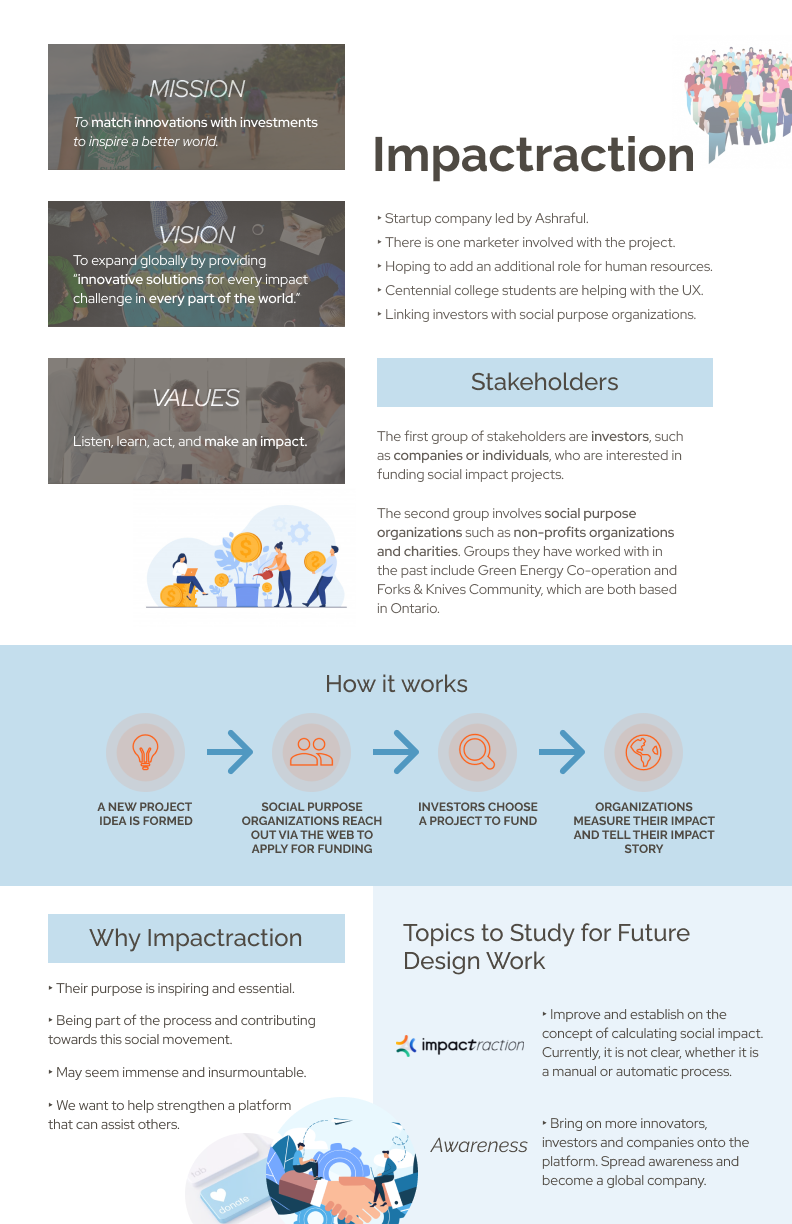 MISSION
To match innovations with investments
to inspire a better world.
VISION
To expand globally by providing
“innovative solutions for every impact
challenge in every part of the world.”
VALUES
Listen, learn, act, and make an impact.
Impactraction
‣ Startup company led by Ashraful.
‣ There is one marketer involved with the project.
‣ Hoping to add an additional role for human resources.
‣ Centennial college students are helping with the UX.
‣ Linking investors with social purpose organizations.
Stakeholders
The first group of stakeholders are investors, such
as companies or individuals, who are interested in
funding social impact projects.
The second group involves social purpose
organizations such as non-profits organizations
and charities. Groups they have worked with in
the past include Green Energy Co-operation and
Forks & Knives Community, which are both based
in Ontario.
How it works
A NEW PROJECT
IDEA IS FORMED
SOCIAL PURPOSE
ORGANIZATIONS REACH
OUT VIA THE WEB TO
APPLY FOR FUNDING
INVESTORS CHOOSE
A PROJECT TO FUND
ORGANIZATIONS
MEASURE THEIR IMPACT
AND TELL THEIR IMPACT
STORY
Why Impactraction
‣ Their purpose is inspiring and essential.
‣ Being part of the process and contributing
towards this social movement.
‣ May seem immense and insurmountable.
‣ We want to help strengthen a platform
that can assist others.
tab
donate
Topics to Study for Future
Design Work
impactraction
‣ Improve and establish on the
concept of calculating social impact.
Currently, it is not clear, whether it is
a manual or automatic process.
Awareness
‣ Bring on more innovators,
investors and companies onto the
platform. Spread awareness and
become a global company.